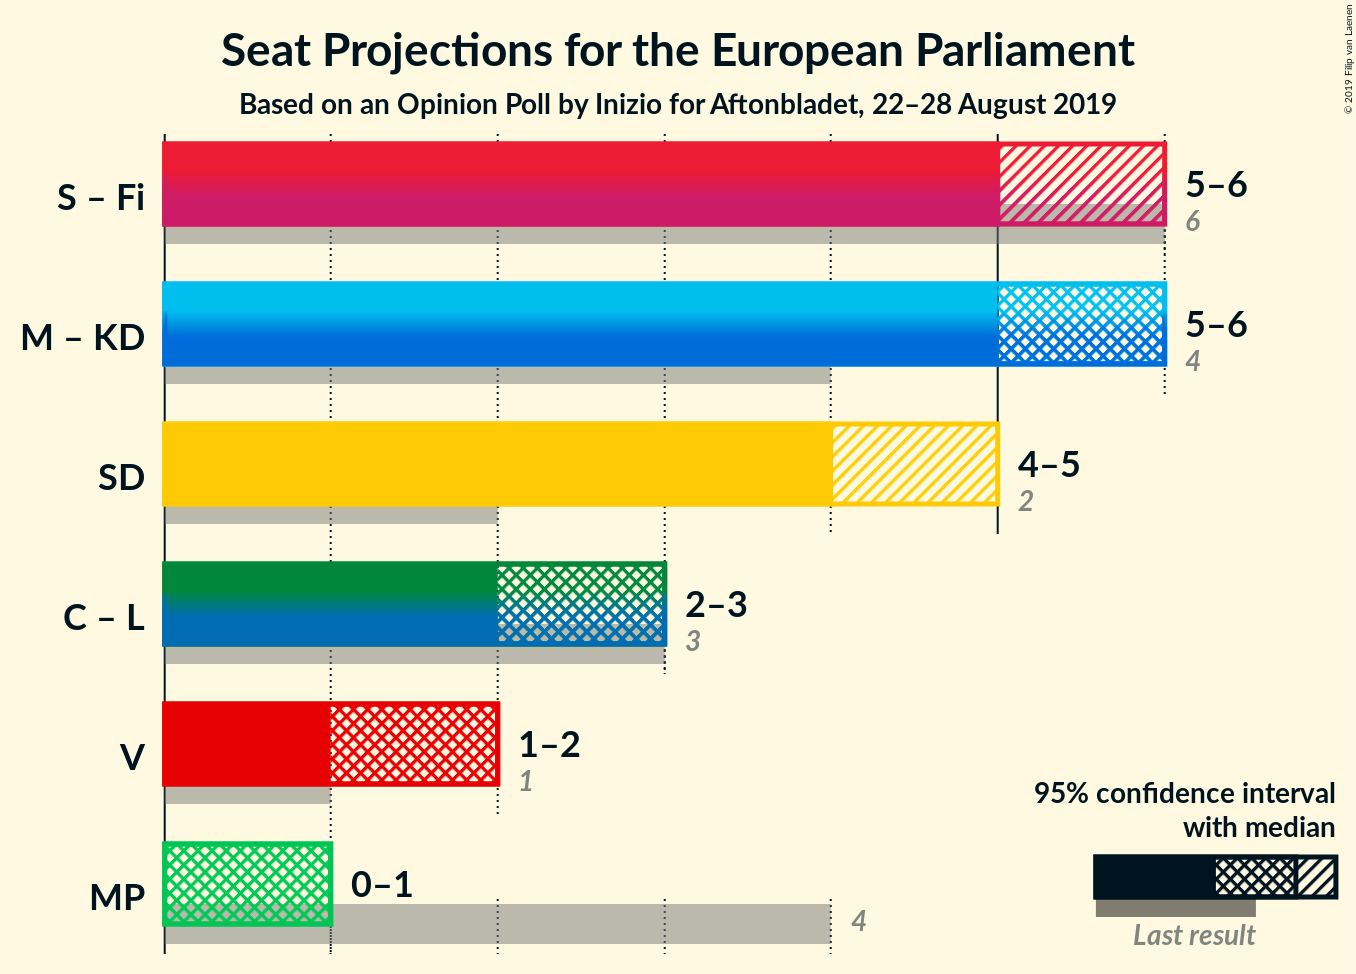 Seat Projections for the European Parliament
Based on an Opinion Poll by Inizio for Aftonbladet, 22–28 August 2019
© 2019 Filip van Laenen
S – Fi
5–6
6
M – KD
5–6
4
SD
4–5
2
C – L
2–3
3
V
1–2
1
MP
0–1
4
95% confidence interval
with median
Last result